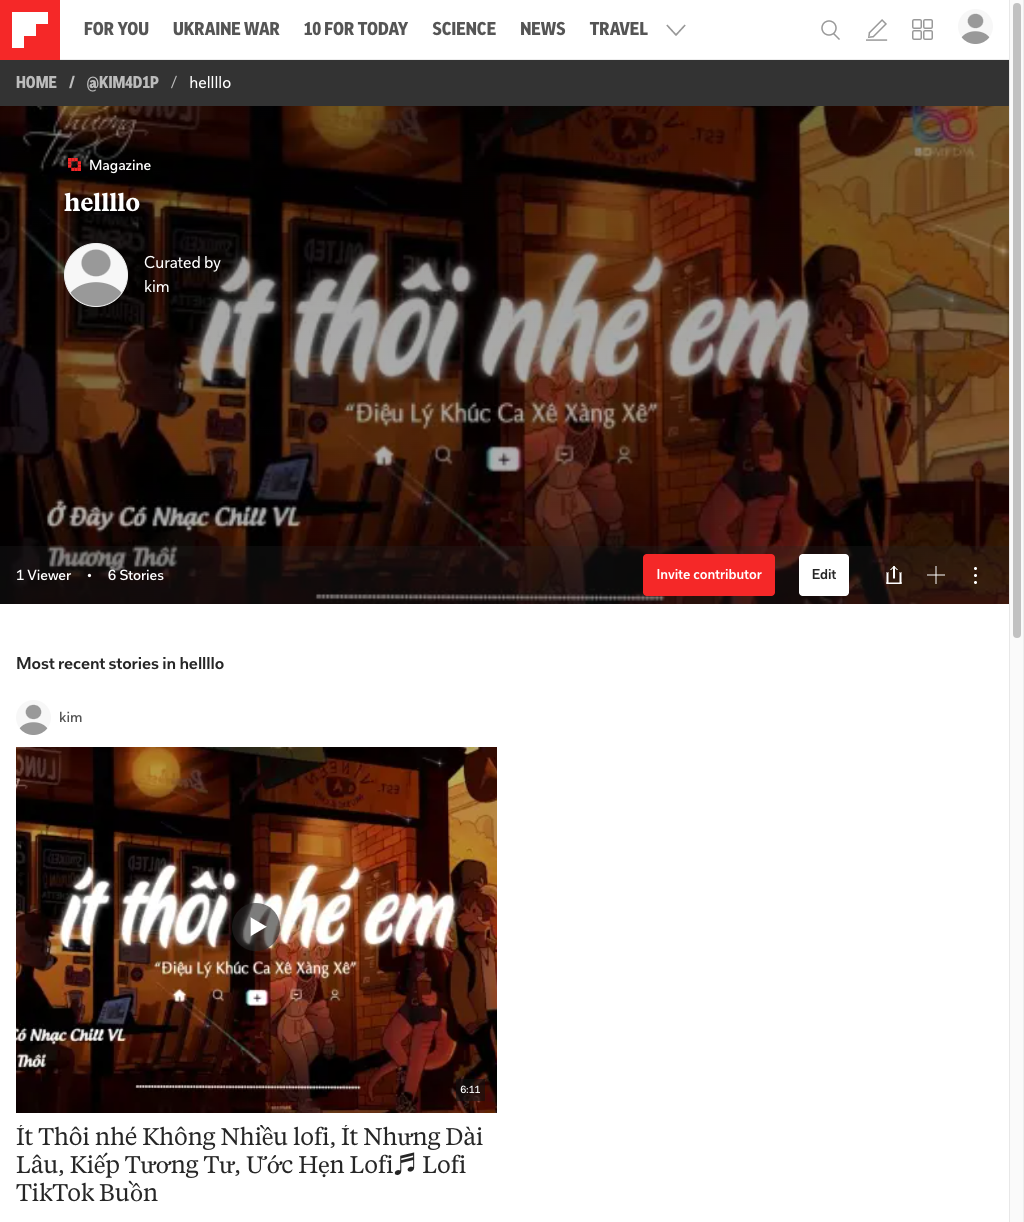 FOR YOU UKRAINE WAR 10 FOR TODAY SCIENCE NEWS TRAVEL
HOME / @KIM4D1P / hellllo
Thương
BDMEDIA
Magazine
hellllo
Curated by
kim
ít thôi nhé em
“Điệu Lý Khúc Ca Xê Xàng Xê”
Ở Đây Có Nhạc Chill VL
Thương Thôi
1 Viewer • 6 Stories
Invite contributor
Edit
Most recent stories in hellllo
kim
ít thôi nhé em
“Điệu Lý Khúc Ca Xê Xàng Xê”
Có Nhạc Chill VL
Thôi
6:11
Ít Thôi nhé Không Nhiều lofi, Ít Nhưng Dài
Lâu, Kiếp Tương Tư, Ước Hẹn Lofi🎵 Lofi
TikTok Buồn